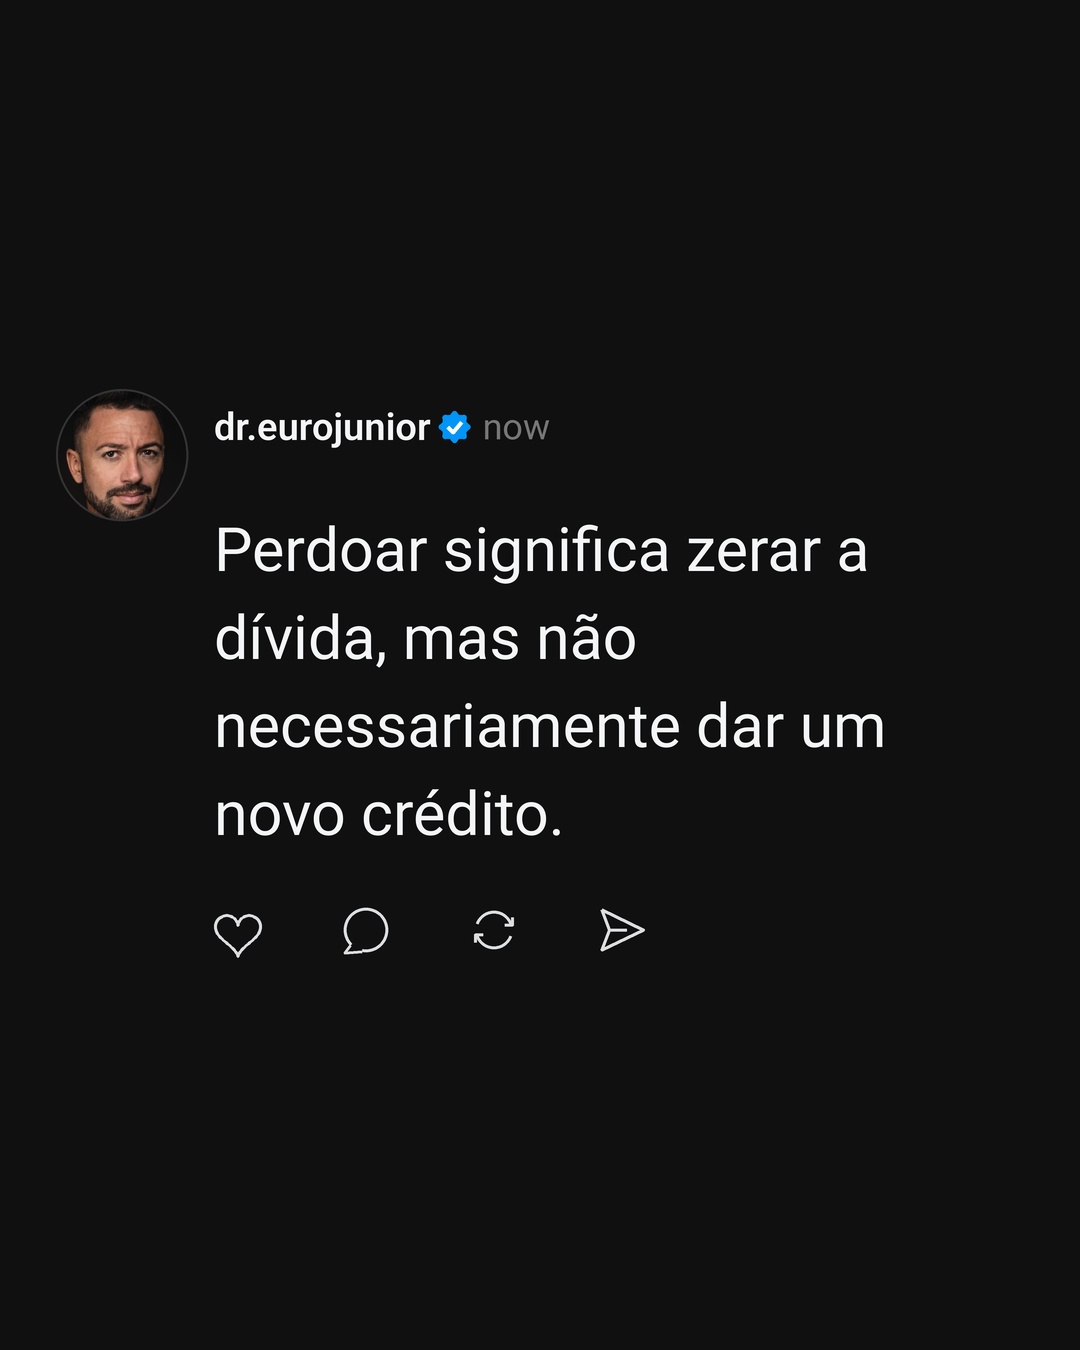 dr.eurojunior now
Perdoar significa zerar a
dívida, mas não
necessariamente dar um
novo crédito.